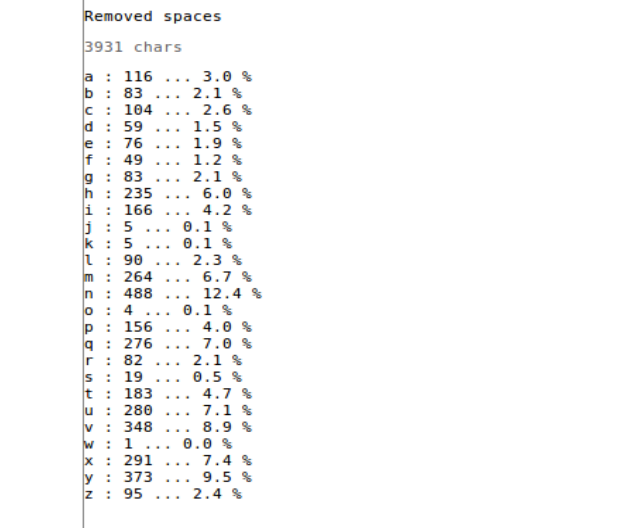 Removed spaces
3931 chars
a : 116 ... 3.0 %
b : 83 ... 2.1 %
c : 104 ... 2.6 %
d : 59 ... 1.5 %
e : 76 ... 1.9 %
f : 49 ... 1.2 %
g : 83 ... 2.1 %
h : 235 ... 6.0 %
i : 166 ... 4.2 %
j : 5 ... 0.1 %
k : 5 ... 0.1 %
l : 90 ... 2.3 %
m : 264 ... 6.7 %
n : 488 ... 12.4 %
o : 4 ... 0.1 %
p : 156 ... 4.0 %
q : 276 ... 7.0 %
r : 82 ... 2.1 %
s : 19 ... 0.5 %
t : 183 ... 4.7 %
u : 280 ... 7.1 %
v : 348 ... 8.9 %
w : 1 ... 0.0 %
x : 291 ... 7.4 %
y : 373 ... 9.5 %
z : 95 ... 2.4 %